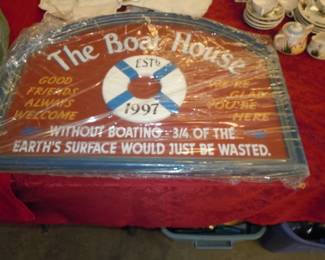 The Boat House
ESTD
1997
GOOD
FRIENDS
ALWAYS
WELCOME
WE'RE
GLAD
YOU'RE
HERE
WITHOUT BOATING - 3/4 OF THE
EARTH'S SURFACE WOULD JUST BE WASTED.